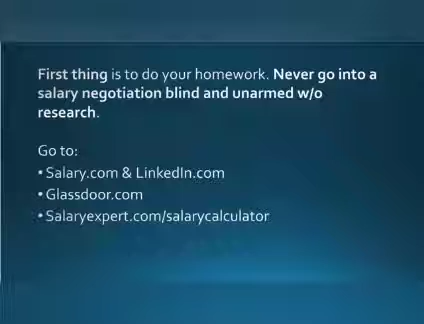 First thing is to do your homework. Never go into a
salary negotiation blind and unarmed w/o
research.
Go to:
• Salary.com & LinkedIn.com
• Glassdoor.com
• Salaryexpert.com/salarycalculator